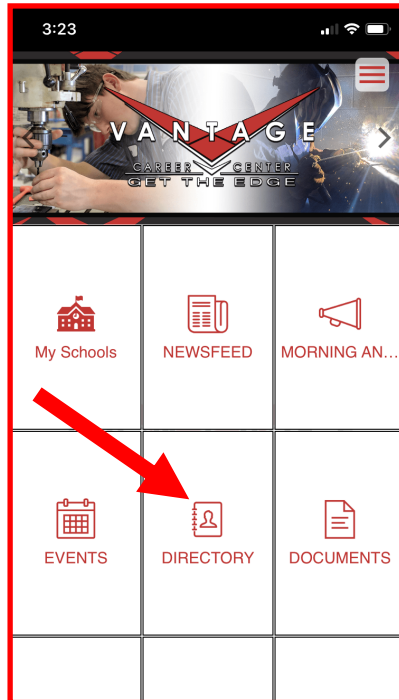 3:23
VANTAGE
CAREER CENTER
GET THE EDGE
My Schools
NEWSFEED
MORNING AN...
EVENTS
DIRECTORY
DOCUMENTS